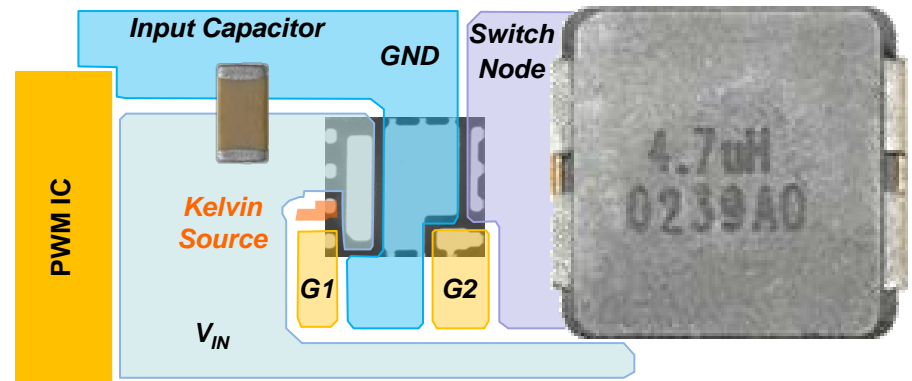 Input Capacitor
GND
Switch
Node
4.7uH
0239A0
PWM IC
Kelvin
Source
G1
G2
VIN